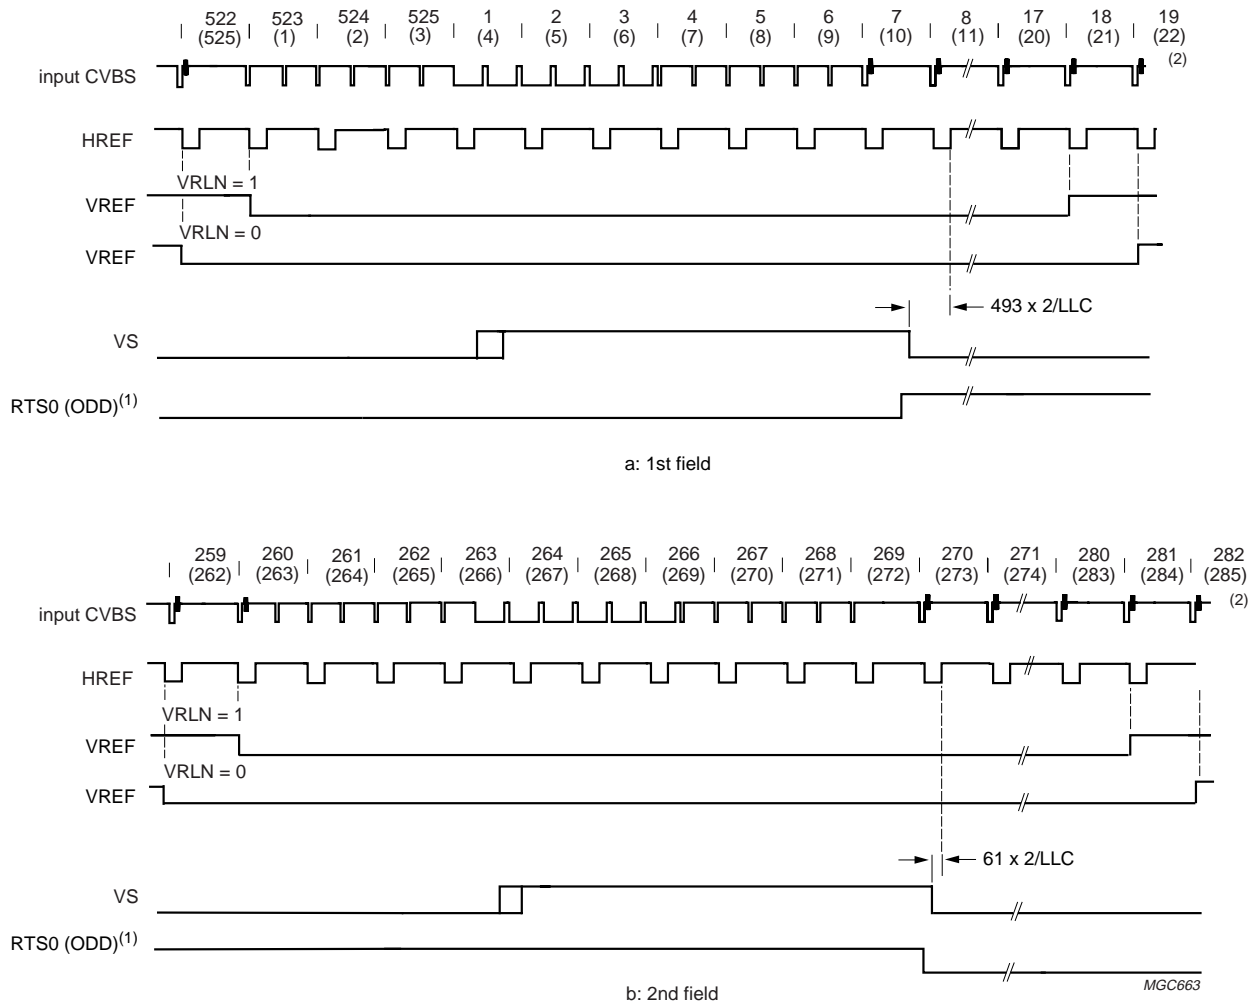 522 523 524 525 1 2 3 4 5 6 7 8 17 18 19
(525) (1) (2) (3) (4) (5) (6) (7) (8) (9) (10) (11) (20) (21) (22)
input CVBS (2)
HREF
VRLN = 1
VREF
VRLN = 0
VREF
493 x 2/LLC
VS
RTS0 (ODD)(1)
a: 1st field
259 260 261 262 263 264 265 266 267 268 269 270 271 280 281 282
(262) (263) (264) (265) (266) (267) (268) (269) (270) (271) (272) (273) (274) (283) (284) (285)
input CVBS (2)
HREF
VRLN = 1
VREF
VRLN = 0
VREF
61 x 2/LLC
VS
RTS0 (ODD)(1)
MGC663
b: 2nd field